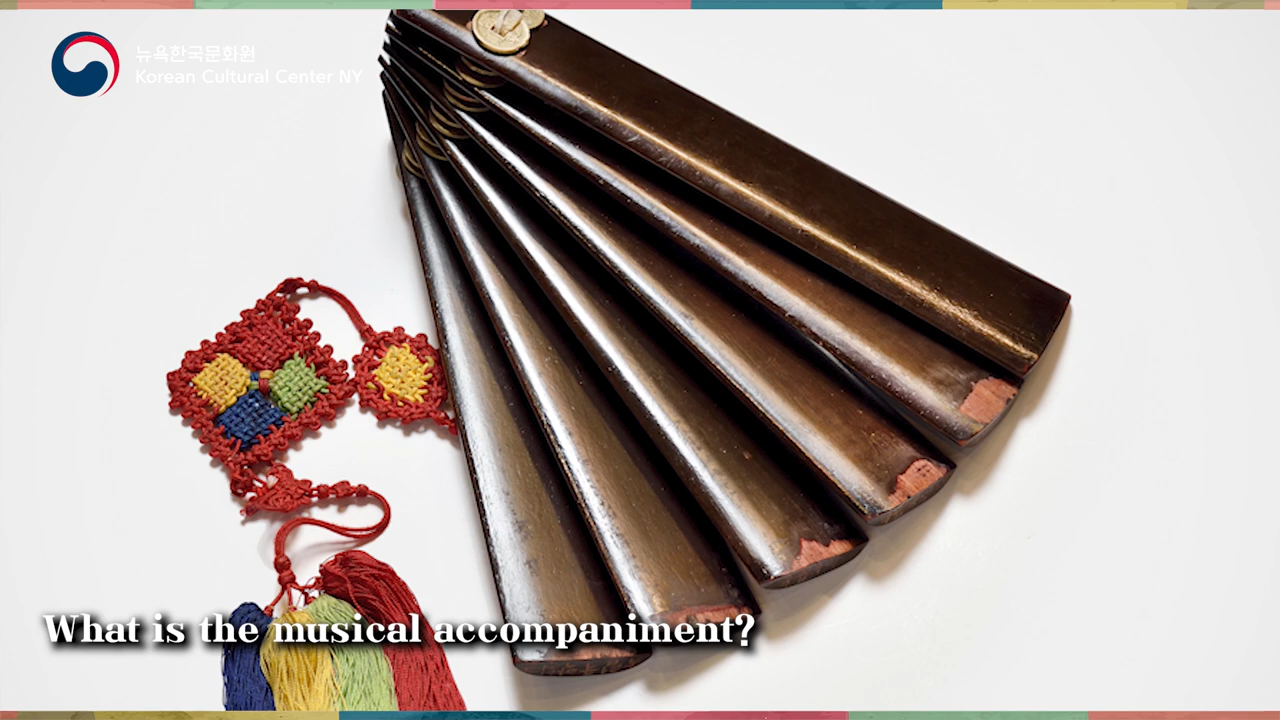 뉴욕한국문화원
Korean Cultural Center NY
What is the musical accompaniment?